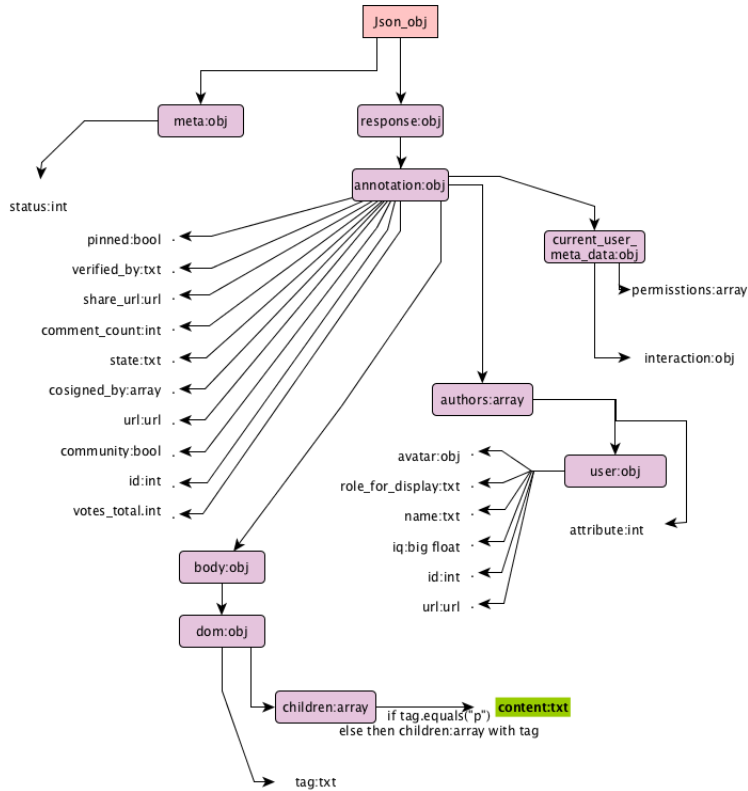 Json_obj
meta:obj
response:obj
status:int
annotation:obj
pinned:bool
verified_by:txt
share_url:url
comment_count:int
state:txt
cosigned_by:array
url:url
community:bool
id:int
votes_total.int
current_user_
meta_data:obj
permisstions:array
interaction:obj
authors:array
user:obj
attribute:int
avatar:obj
role_for_display:txt
name:txt
iq:big float
id:int
url:url
body:obj
dom:obj
children:array
if tag.equals("p")
else then children:array with tag
content:txt
tag:txt